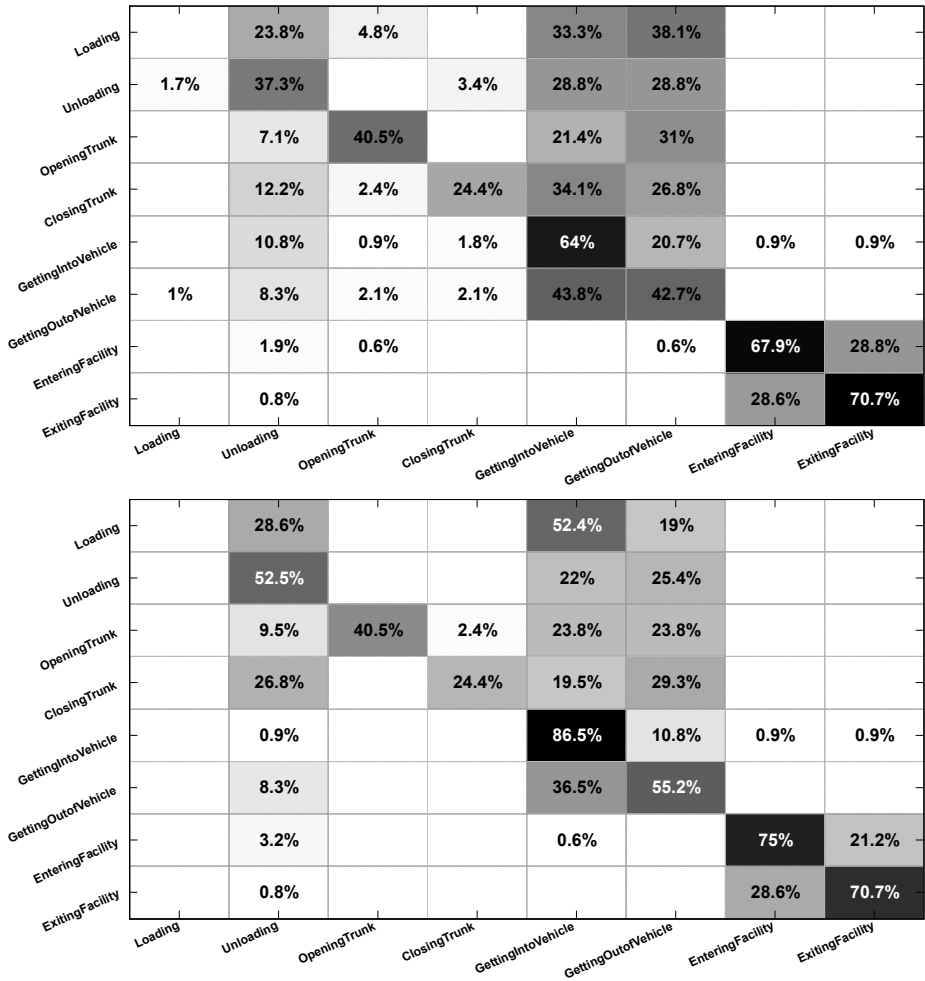 Loading 23.8% 4.8% 33.3% 38.1%
Unloading 1.7% 37.3% 3.4% 28.8% 28.8%
OpeningTrunk 7.1% 40.5% 21.4% 31%
ClosingTrunk 12.2% 2.4% 24.4% 34.1% 26.8%
GettingIntoVehicle 10.8% 0.9% 1.8% 64% 20.7% 0.9% 0.9%
GettingOutofVehicle 1% 8.3% 2.1% 2.1% 43.8% 42.7%
EnteringFacility 1.9% 0.6% 0.6% 67.9% 28.8%
ExitingFacility 0.8% 28.6% 70.7%
Loading Unloading OpeningTrunk ClosingTrunk GettingIntoVehicle GettingOutofVehicle EnteringFacility ExitingFacility
Loading 28.6% 52.4% 19%
Unloading 52.5% 22% 25.4%
OpeningTrunk 9.5% 40.5% 2.4% 23.8% 23.8%
ClosingTrunk 26.8% 24.4% 19.5% 29.3%
GettingIntoVehicle 0.9% 86.5% 10.8% 0.9% 0.9%
GettingOutofVehicle 8.3% 36.5% 55.2%
EnteringFacility 3.2% 0.6% 75% 21.2%
ExitingFacility 0.8% 28.6% 70.7%
Loading Unloading OpeningTrunk ClosingTrunk GettingIntoVehicle GettingOutofVehicle EnteringFacility ExitingFacility